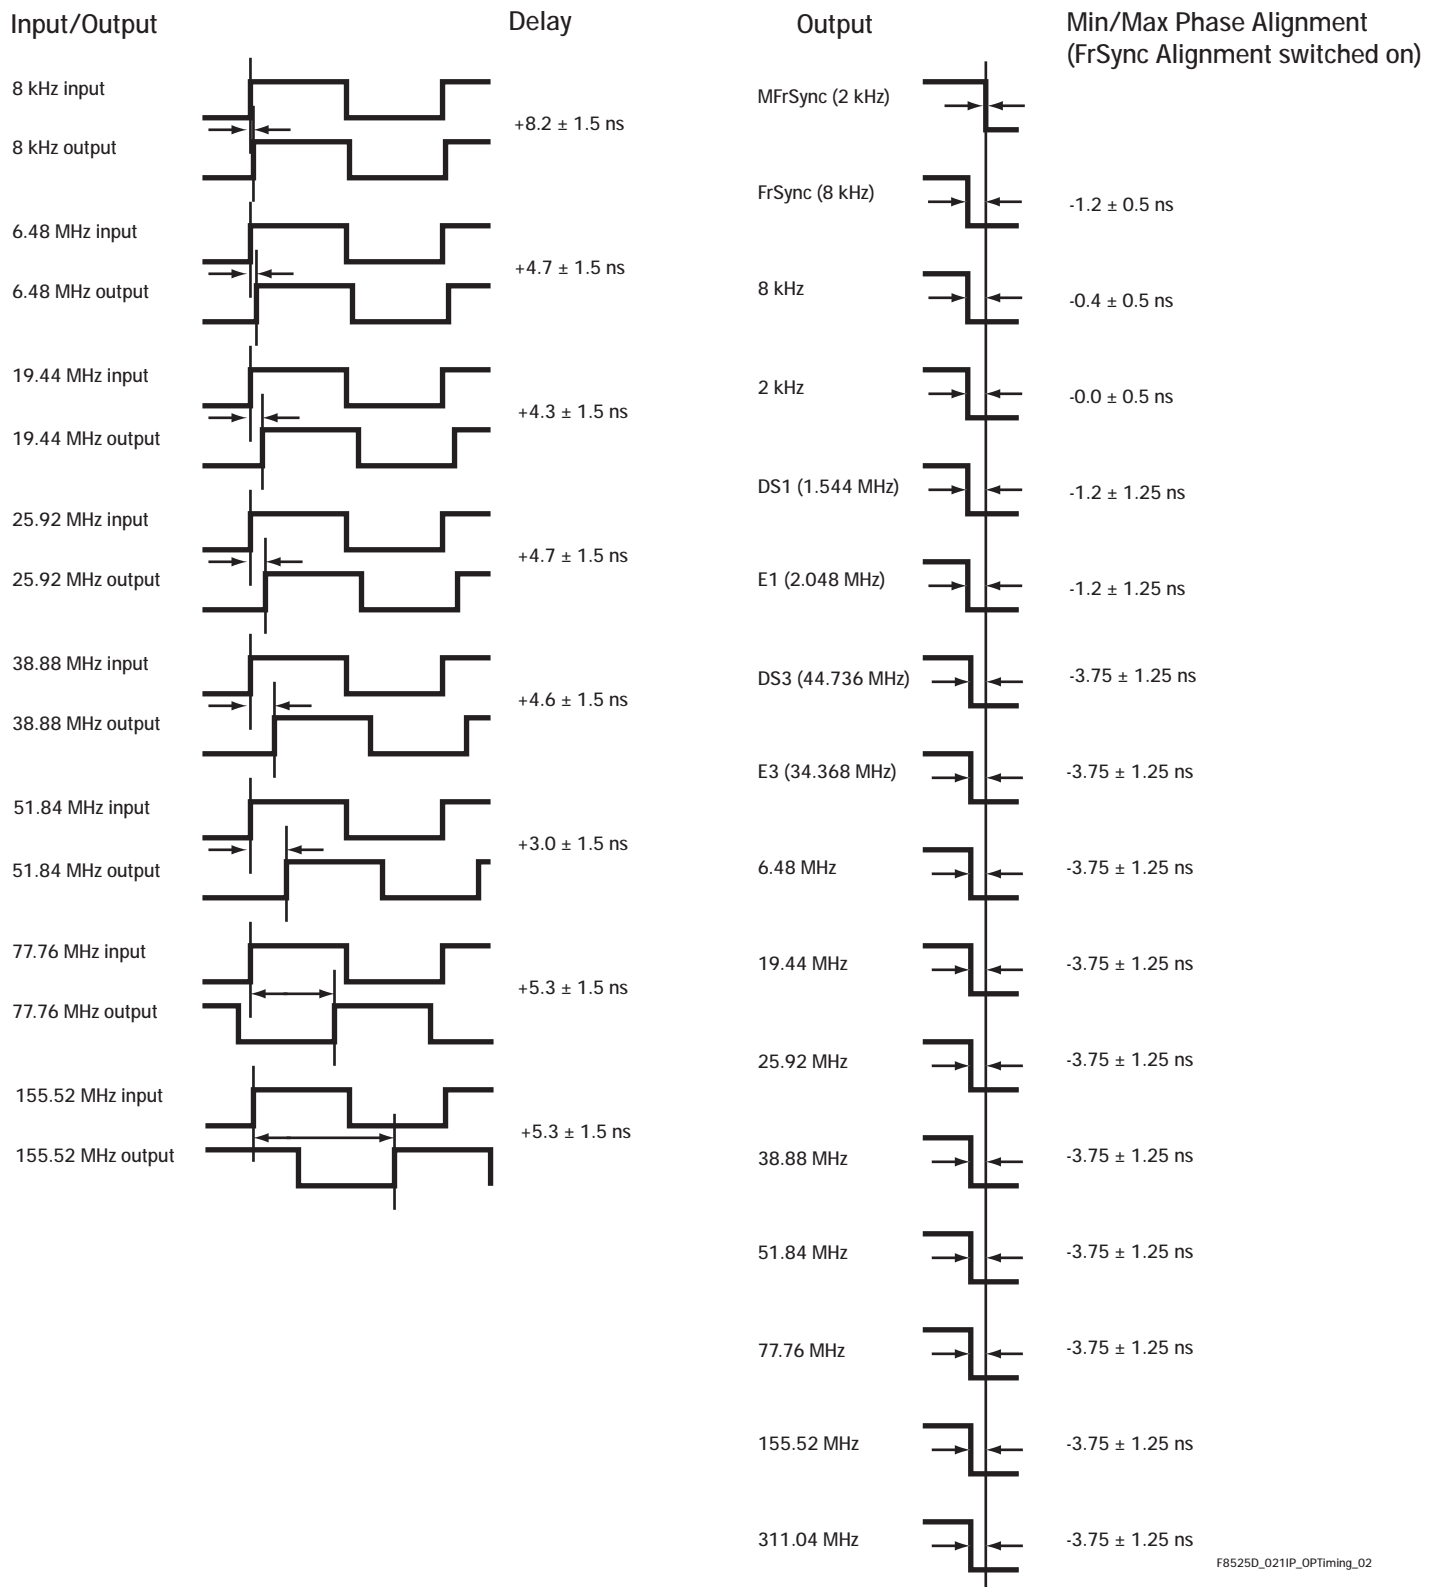 Input/Output
Delay
8 kHz input
8 kHz output
+8.2 ± 1.5 ns
6.48 MHz input
6.48 MHz output
+4.7 ± 1.5 ns
19.44 MHz input
19.44 MHz output
+4.3 ± 1.5 ns
25.92 MHz input
25.92 MHz output
+4.7 ± 1.5 ns
38.88 MHz input
38.88 MHz output
+4.6 ± 1.5 ns
51.84 MHz input
51.84 MHz output
+3.0 ± 1.5 ns
77.76 MHz input
77.76 MHz output
+5.3 ± 1.5 ns
155.52 MHz input
155.52 MHz output
+5.3 ± 1.5 ns
Output
Min/Max Phase Alignment
(FrSync Alignment switched on)
MFrSync (2 kHz)
FrSync (8 kHz)
-1.2 ± 0.5 ns
8 kHz
-0.4 ± 0.5 ns
2 kHz
-0.0 ± 0.5 ns
DS1 (1.544 MHz)
-1.2 ± 1.25 ns
E1 (2.048 MHz)
-1.2 ± 1.25 ns
DS3 (44.736 MHz)
-3.75 ± 1.25 ns
E3 (34.368 MHz)
-3.75 ± 1.25 ns
6.48 MHz
-3.75 ± 1.25 ns
19.44 MHz
-3.75 ± 1.25 ns
25.92 MHz
-3.75 ± 1.25 ns
38.88 MHz
-3.75 ± 1.25 ns
51.84 MHz
-3.75 ± 1.25 ns
77.76 MHz
-3.75 ± 1.25 ns
155.52 MHz
-3.75 ± 1.25 ns
311.04 MHz
-3.75 ± 1.25 ns
F8525D_021IP_OPTiming_02